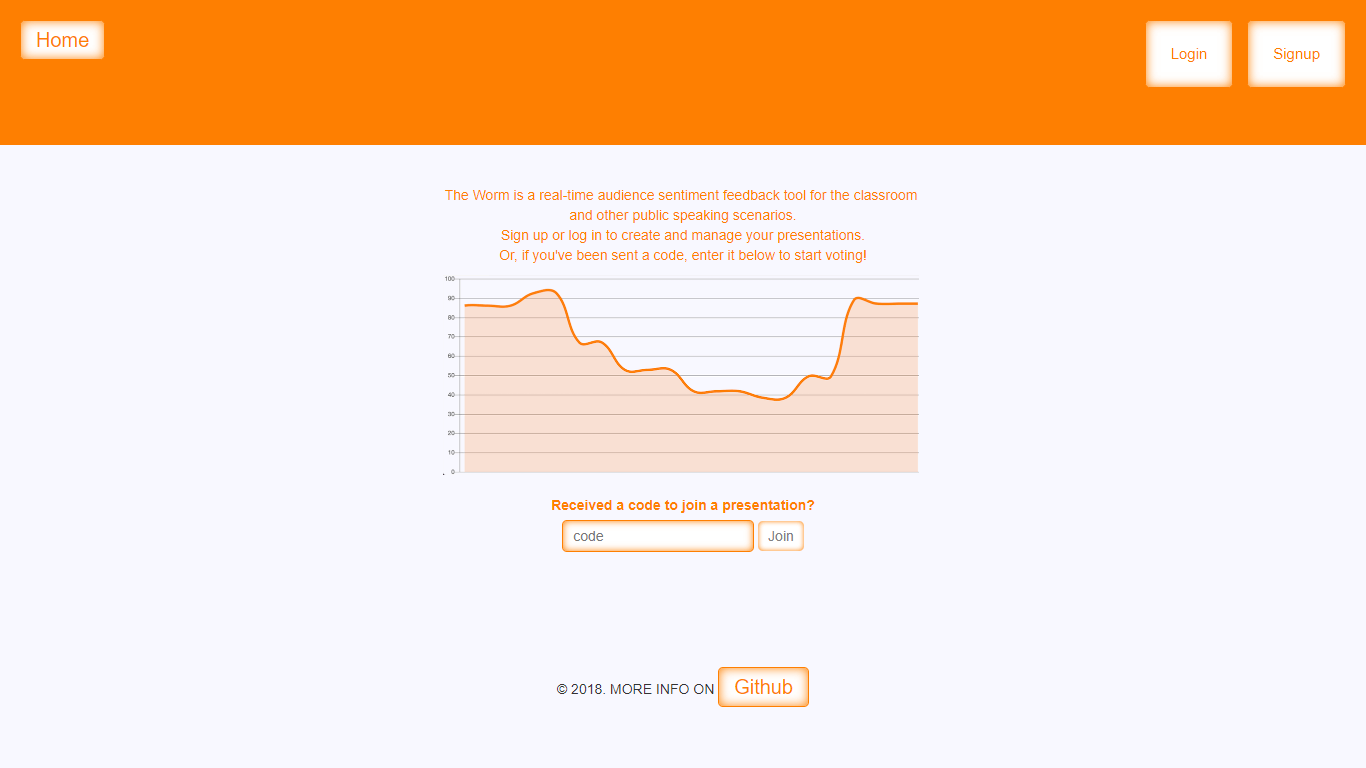 Home
Login
Signup
The Worm is a real-time audience sentiment feedback tool for the classroom
and other public speaking scenarios.
Sign up or log in to create and manage your presentations.
Or, if you've been sent a code, enter it below to start voting!
100
90
80
70
60
50
40
30
20
10
0
Received a code to join a presentation?
code
Join
© 2018. MORE INFO ON Github